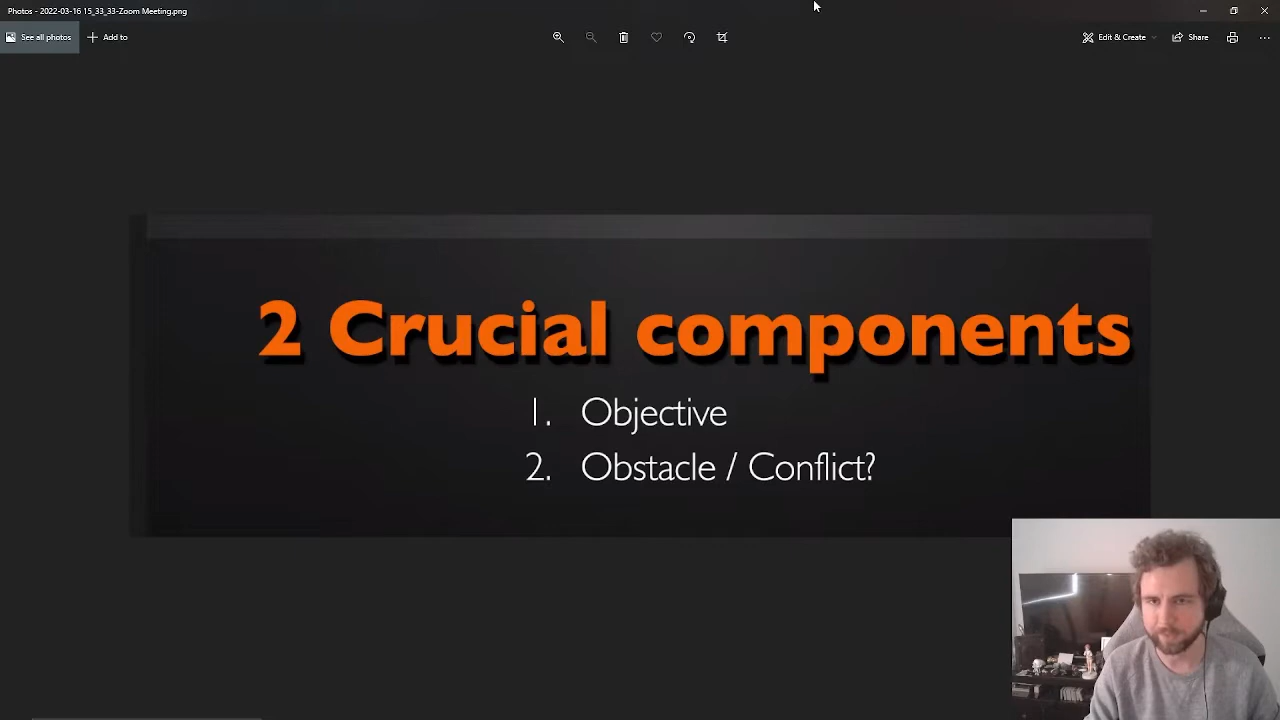 Photos - 2022-03-16 15_33_33-Zoom Meeting.png
See all photos
Add to
Edit & Create
Share
2 Crucial components
1. Objective
2. Obstacle / Conflict?